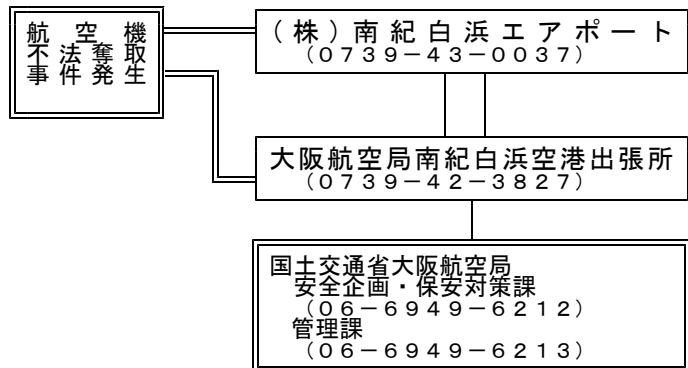 航空機
不法奪取
事件発生
(株)南紀白浜エアポート
(0739-43-0037)
大阪航空局南紀白浜空港出張所
(0739-42-3827)
国土交通省大阪航空局
安全企画・保安対策課
(06-6949-6212)
管理課
(06-6949-6213)